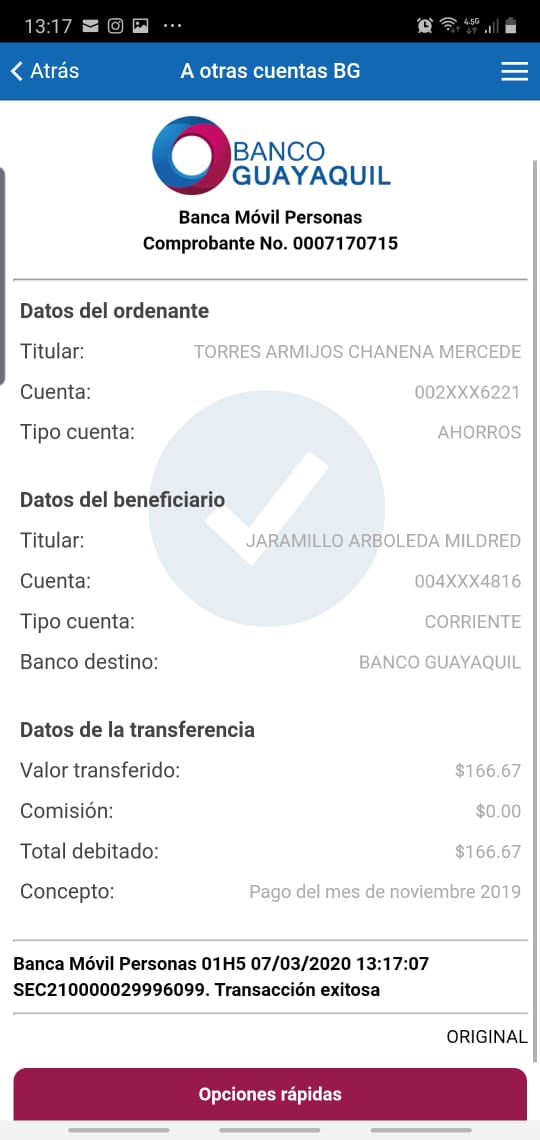 13:17
4.5G
Atrás
A otras cuentas BG
BANCO
GUAYAQUIL
Banca Móvil Personas
Comprobante No. 0007170715
Datos del ordenante
Titular: TORRES ARMIJOS CHANENA MERCEDE
Cuenta: 002XXX6221
Tipo cuenta: AHORROS
Datos del beneficiario
Titular: JARAMILLO ARBOLEDA MILDRED
Cuenta: 004XXX4816
Tipo cuenta: CORRIENTE
Banco destino: BANCO GUAYAQUIL
Datos de la transferencia
Valor transferido: $166.67
Comisión: $0.00
Total debitado: $166.67
Concepto: Pago del mes de noviembre 2019
Banca Móvil Personas 01H5 07/03/2020 13:17:07
SEC210000029996099. Transacción exitosa
ORIGINAL
Opciones rápidas